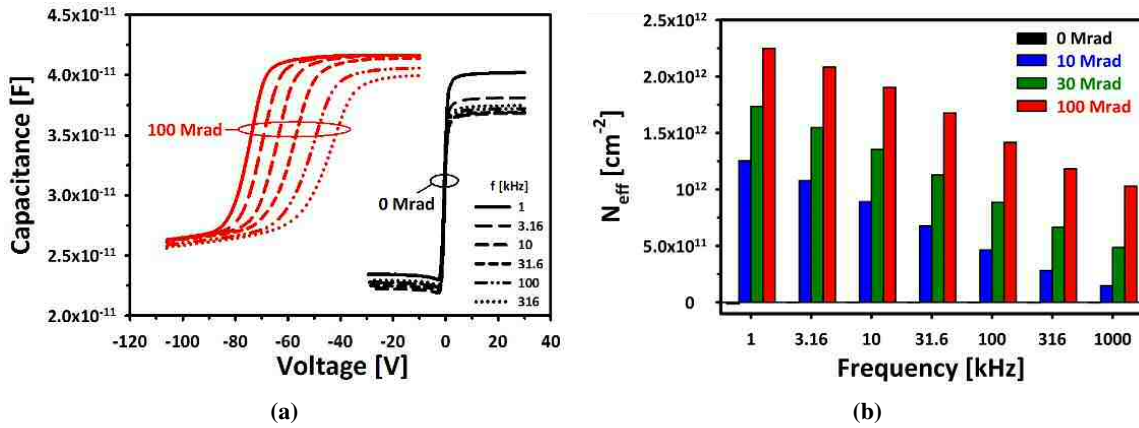 4.5x10⁻¹¹
4.0x10⁻¹¹
3.5x10⁻¹¹
3.0x10⁻¹¹
2.5x10⁻¹¹
2.0x10⁻¹¹
Capacitance [F]
100 Mrad
0 Mrad
f [kHz]
1
3.16
10
31.6
100
316
-120 -100 -80 -60 -40 -20 0 20 40
Voltage [V]
(a)
2.5x10¹²
2.0x10¹²
1.5x10¹²
10¹²
5.0x10¹¹
0
N_eff [cm⁻²]
0 Mrad
10 Mrad
30 Mrad
100 Mrad
1 3.16 10 31.6 100 316 1000
Frequency [kHz]
(b)